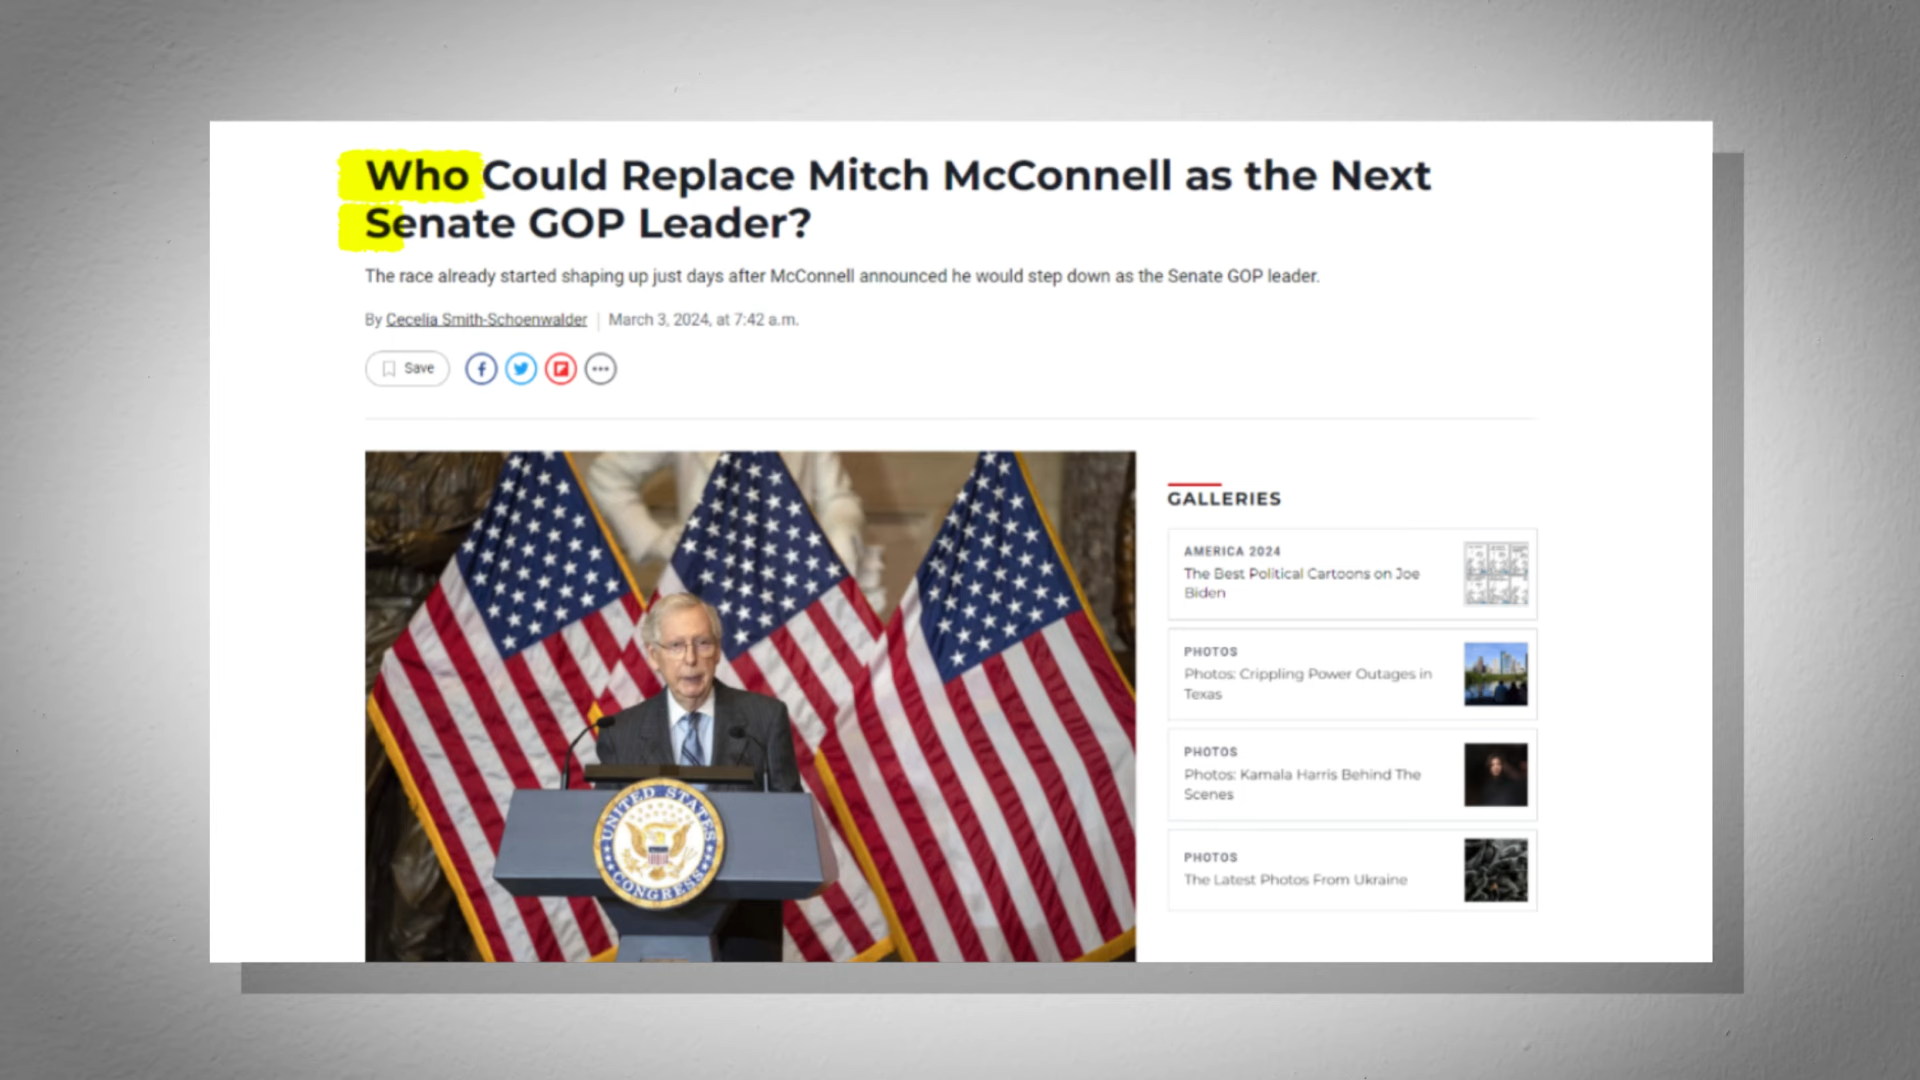 Who Could Replace Mitch McConnell as the Next
Senate GOP Leader?
The race already started shaping up just days after McConnell announced he would step down as the Senate GOP leader.
By Cecelia Smith-Schoenwalder | March 3, 2024, at 7:42 a.m.
Save
GALLERIES
AMERICA 2024
The Best Political Cartoons on Joe
Biden
PHOTOS
Photos: Crippling Power Outages in
Texas
PHOTOS
Photos: Kamala Harris Behind The
Scenes
PHOTOS
The Latest Photos From Ukraine
UNITED STATES
CONGRESS